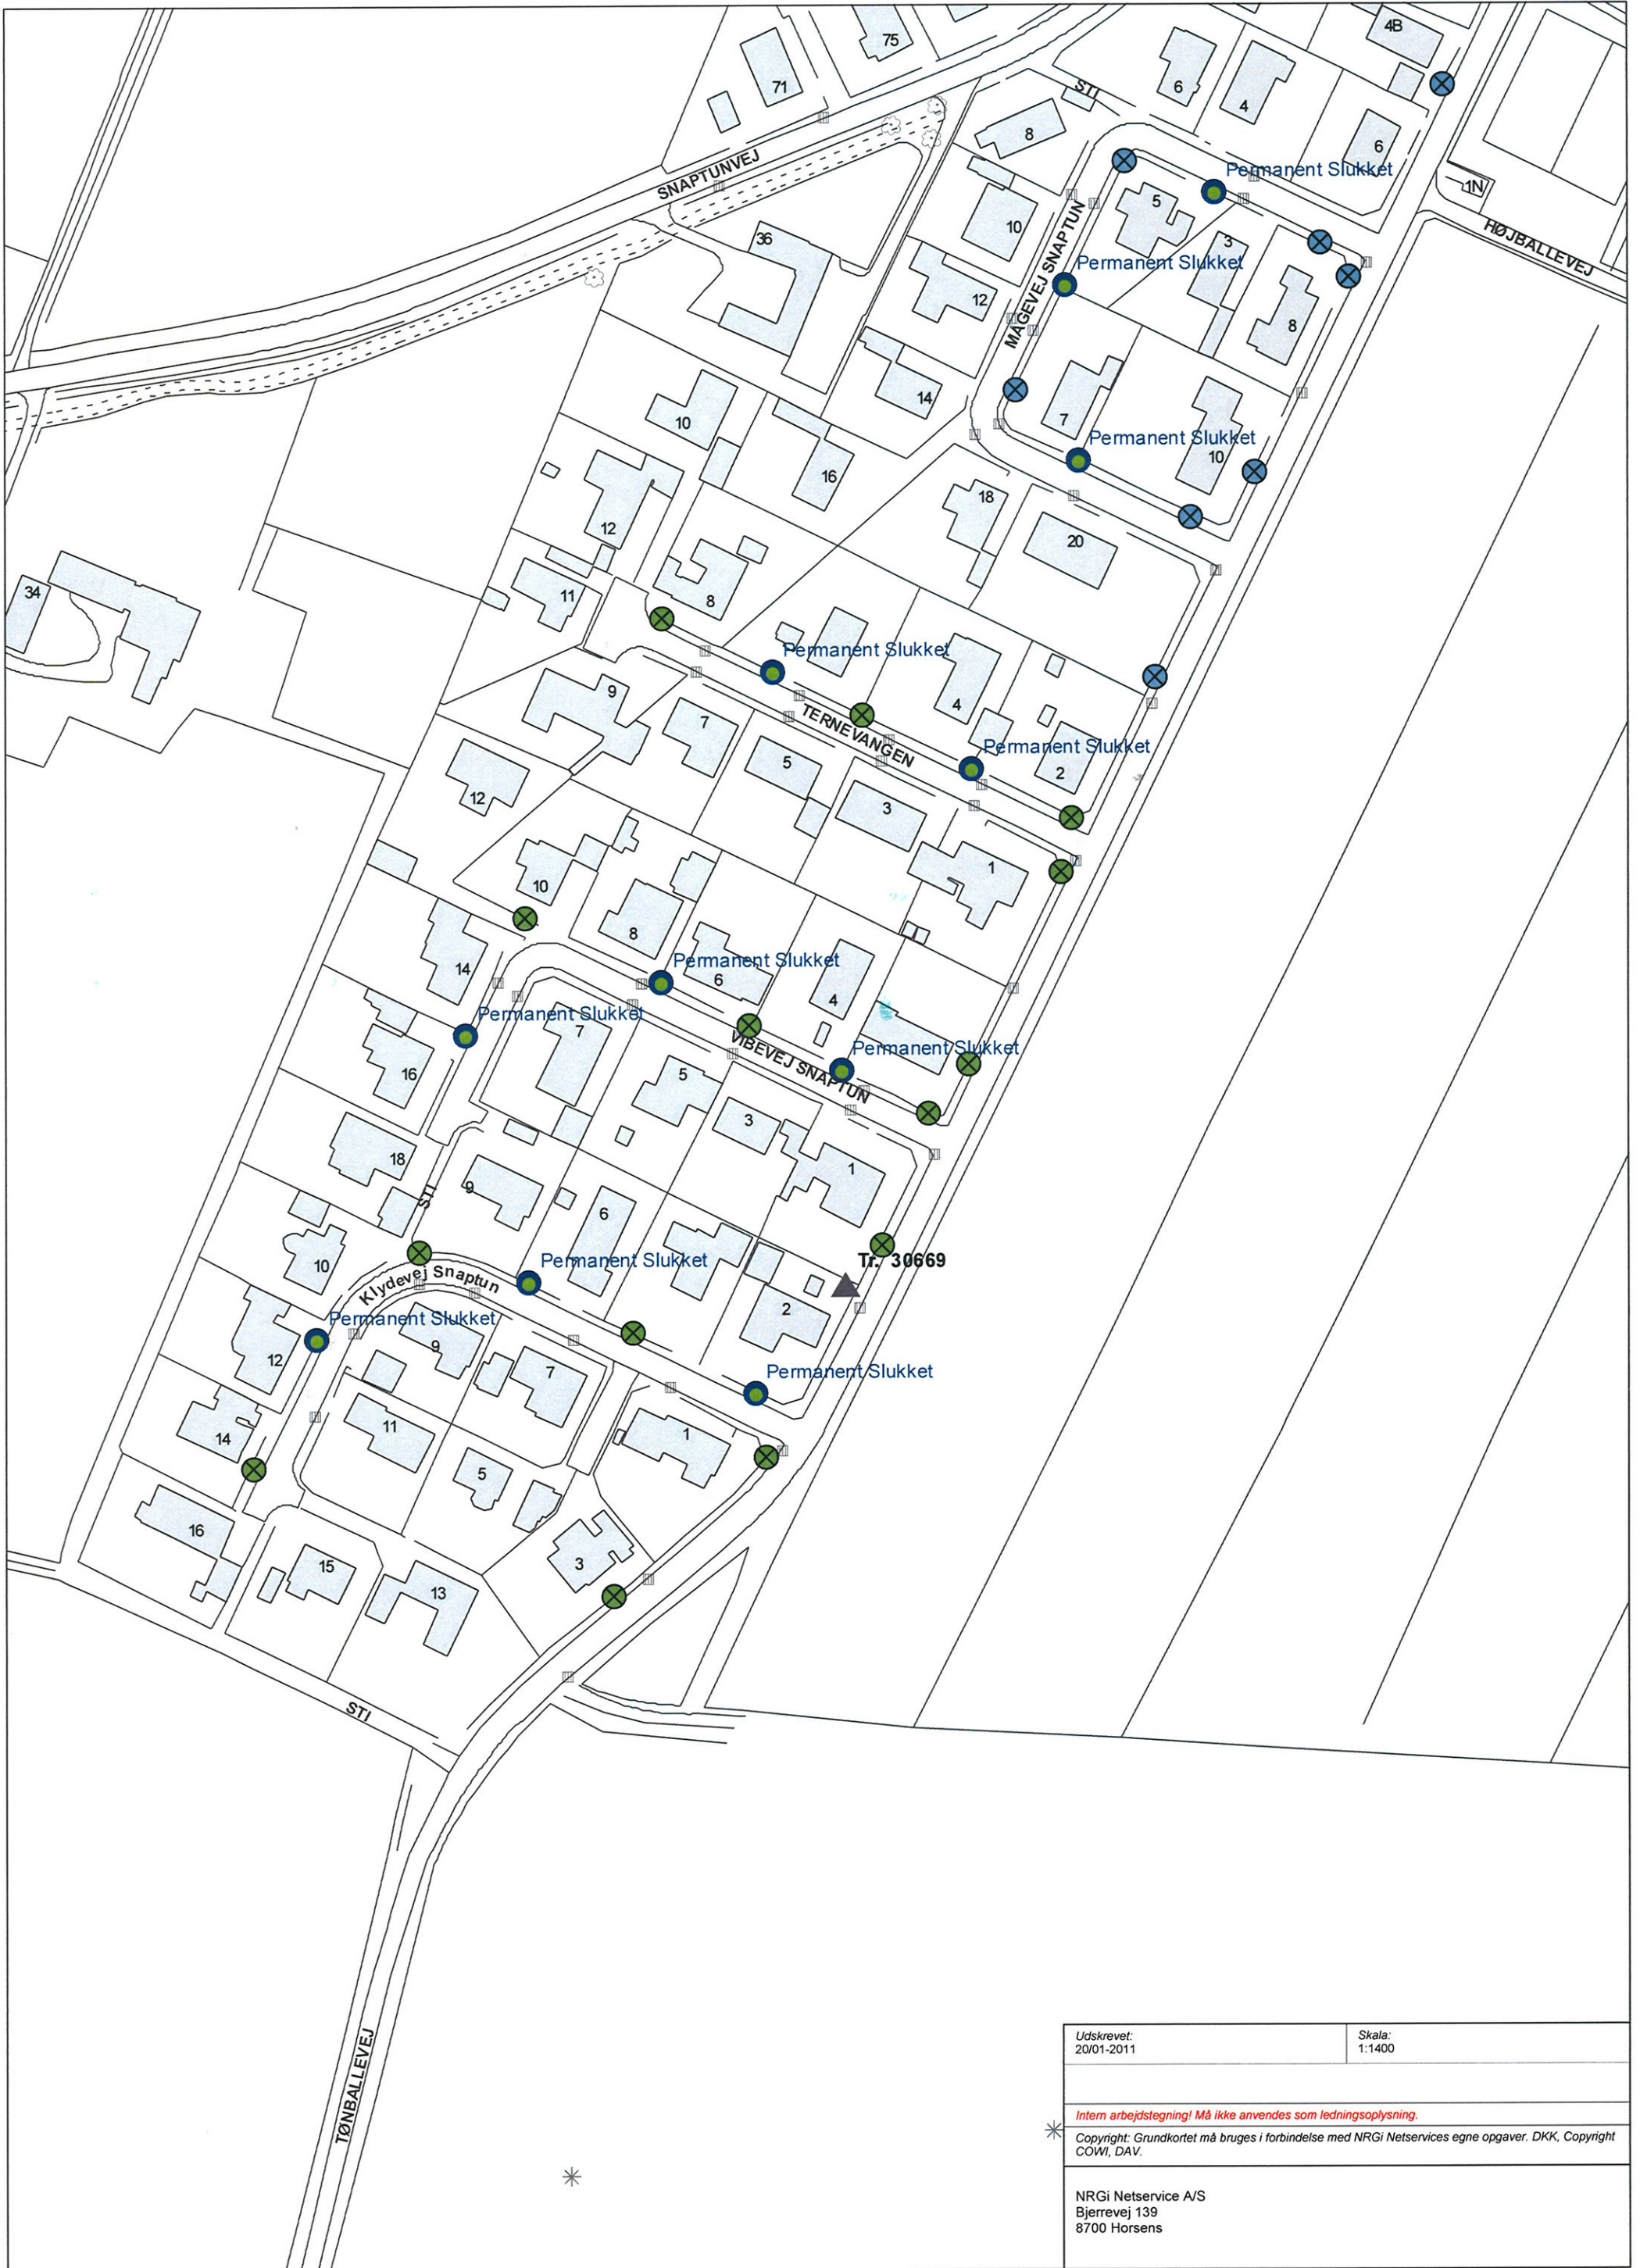 4B
75
71
6
4
STI
8
6
Permanent Slukket
1N
SNAPTUNVEJ
5
10
36
3
HØJBALLEVEJ
Permanent Slukket
MÅGEVEJ SNAPTUN
12
8
14
7
10
Permanent Slukket
10
16
18
12
20
34
11
8
Permanent Slukket
9
4
7
TERNEVANGEN
Permanent Slukket
5
2
12
3
1
10
8
Permanent Slukket
14
6
4
Permanent Slukket
7
VIBEVEJ SNAPTUN
Permanent Slukket
16
5
3
18
1
9
STI
6
Tr. 30669
10
Permanent Slukket
Klydevej Snaptun
2
Permanent Slukket
9
12
7
Permanent Slukket
11
14
1
5
16
3
15
13
STI
TØNBALLEVEJ
Udskrevet:
20/01-2011
Skala:
1:1400
Intern arbejdstegning! Må ikke anvendes som ledningsoplysning.
Copyright: Grundkortet må bruges i forbindelse med NRGi Netservices egne opgaver. DKK, Copyright
COWI, DAV.
NRGi Netservice A/S
Bjerrevej 139
8700 Horsens